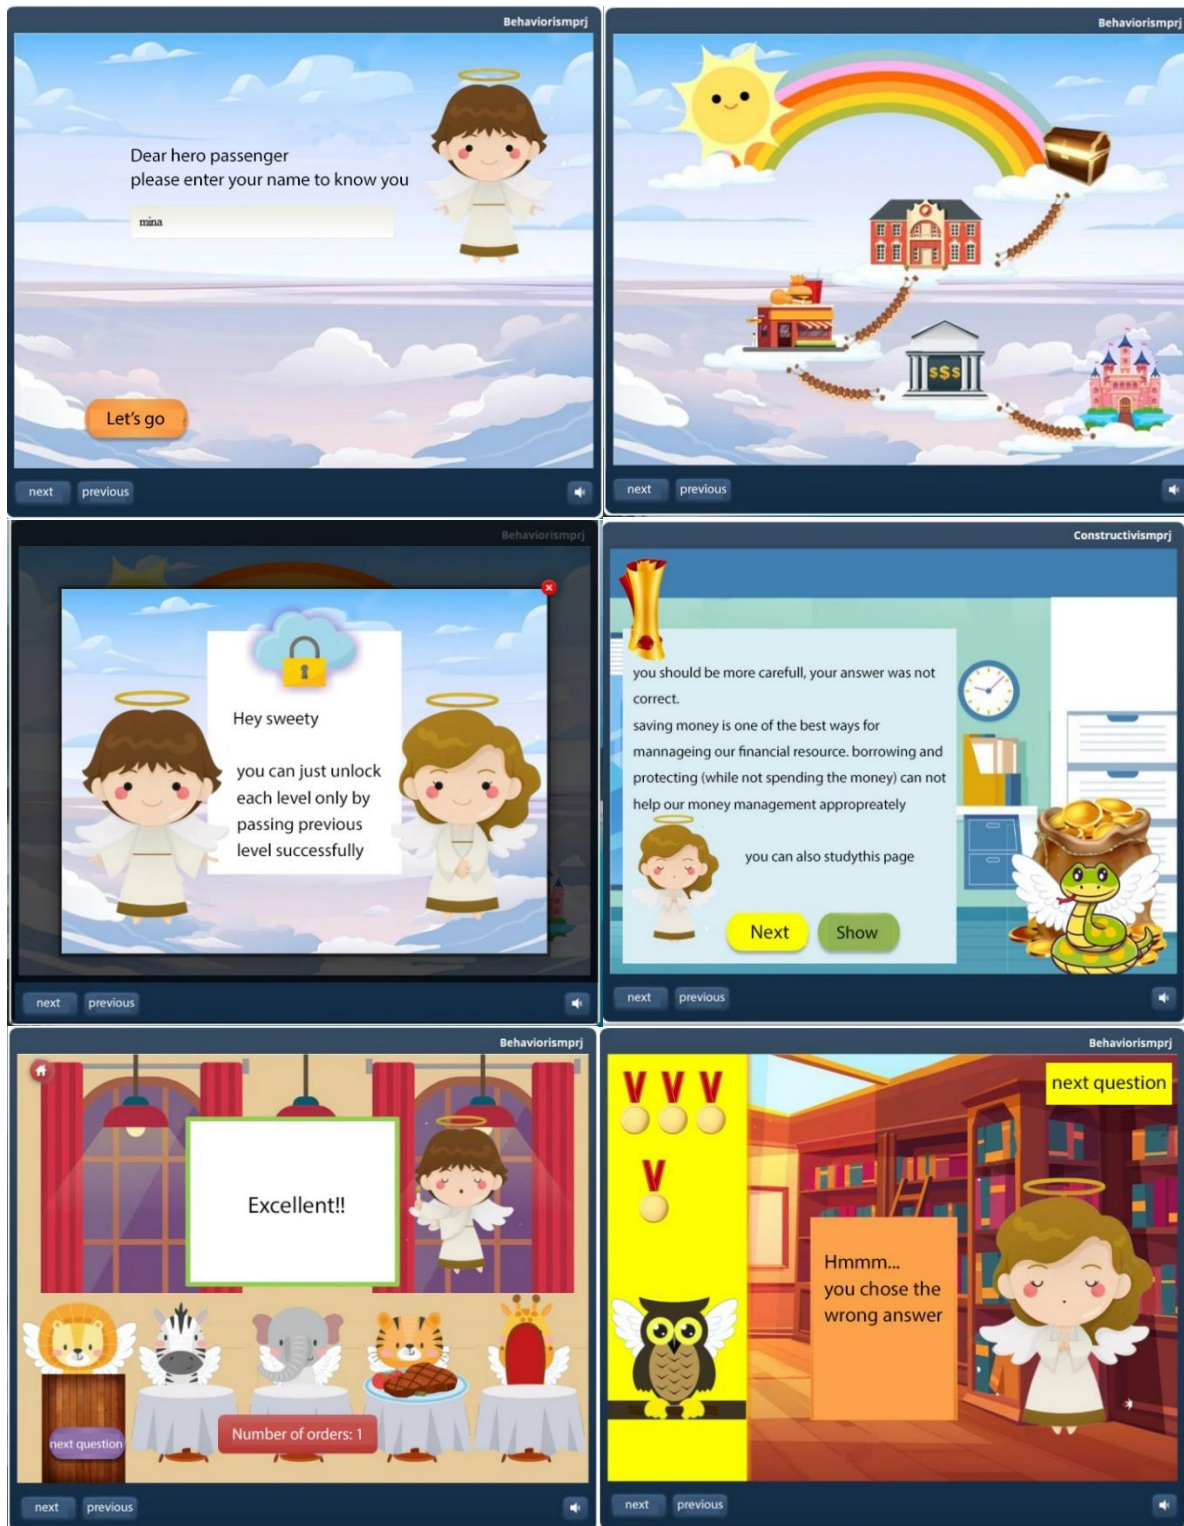 Behaviorismprj
Dear hero passenger
please enter your name to know you
mina
Let's go
next previous
Behaviorismprj
$$$
next previous
Behaviorismprj
Hey sweety
you can just unlock
each level only by
passing previous
level successfully
next previous
Constructivismprj
you should be more carefull, your answer was not
correct.
saving money is one of the best ways for
mannageing our financial resource. borrowing and
protecting (while not spending the money) can not
help our money management appropreately
you can also studythis page
Next Show
next previous
Behaviorismprj
Excellent!!
next question
Number of orders: 1
next previous
Behaviorismprj
next question
Hmmm...
you chose the
wrong answer
next previous